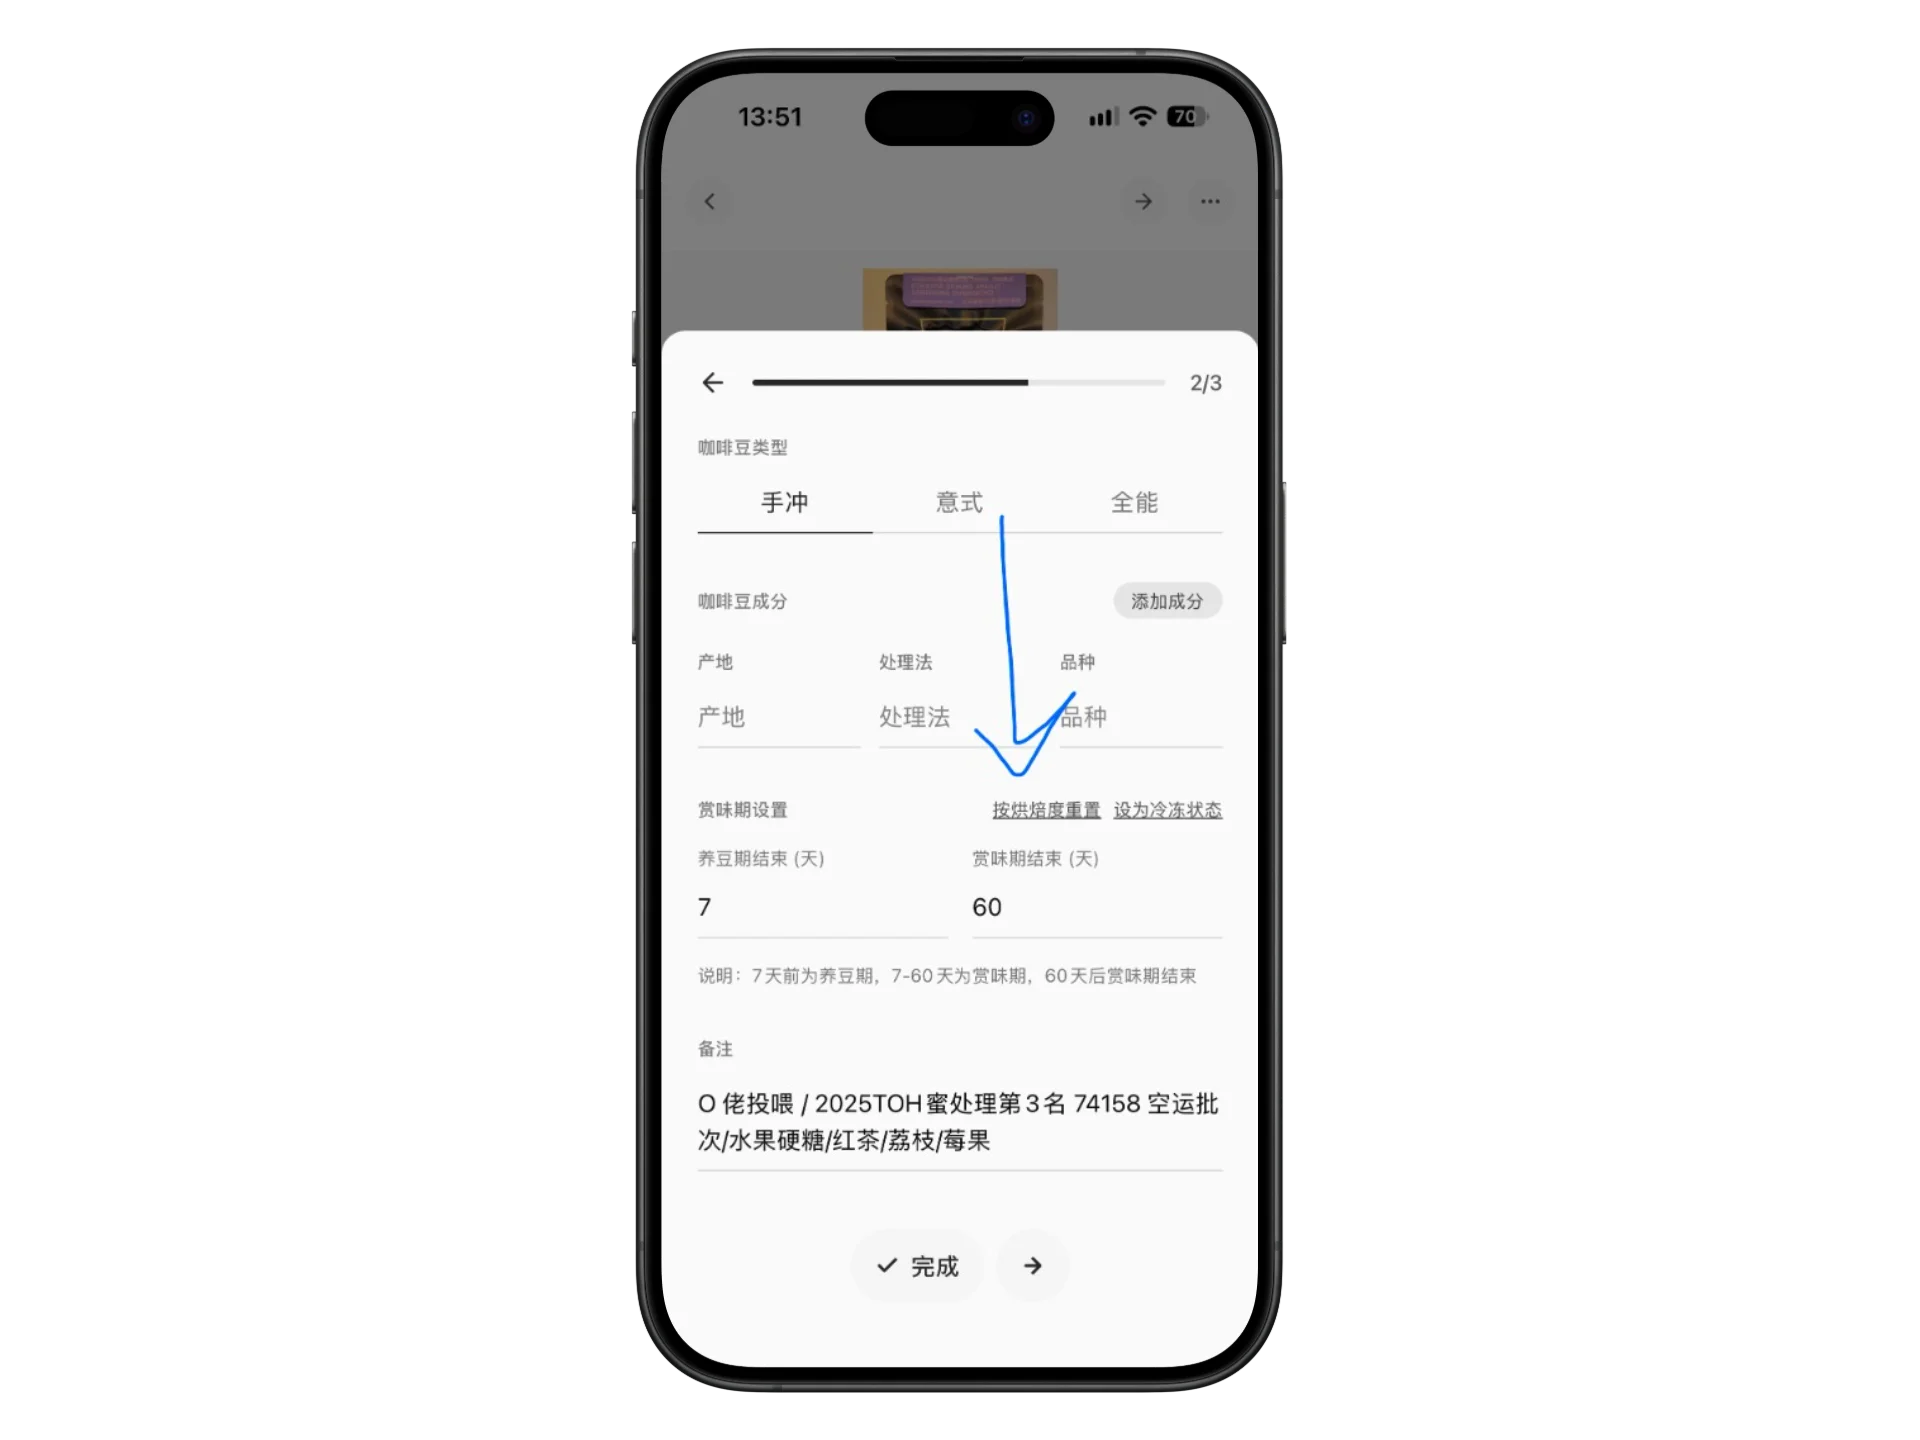 13:51
70
2/3
咖啡豆类型
手冲 意式 全能
咖啡豆成分 添加成分
产地 处理法 品种
产地 处理法 品种
赏味期设置 按烘焙度重置 设为冷冻状态
养豆期结束 (天) 赏味期结束 (天)
7 60
说明：7天前为养豆期，7-60天为赏味期，60天后赏味期结束
备注
O 佬投喂 / 2025TOH蜜处理第3名 74158 空运批
次/水果硬糖/红茶/荔枝/莓果
完成